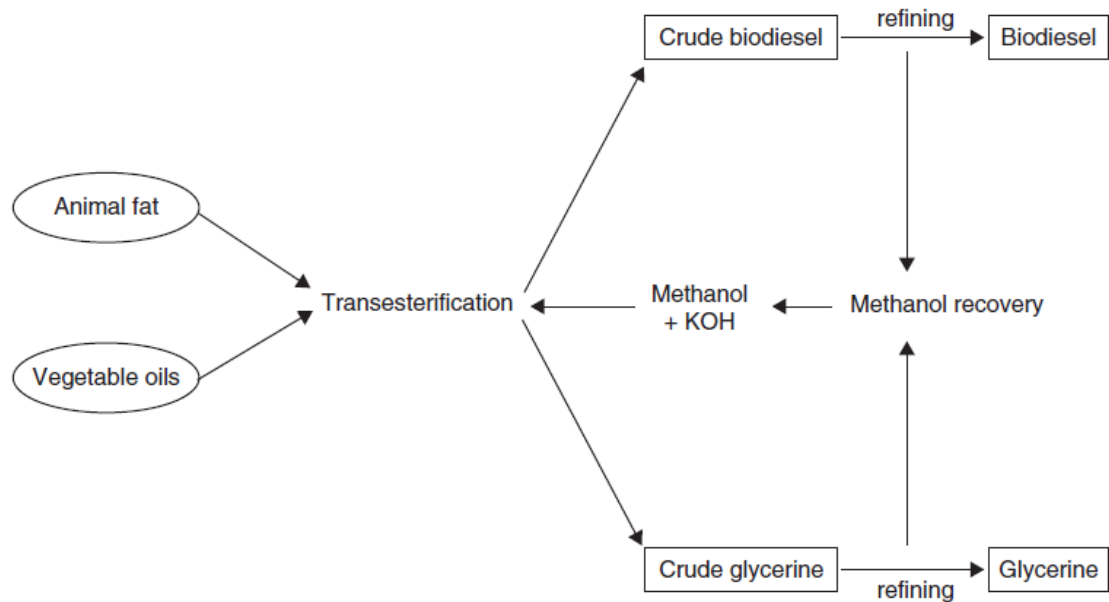 refining
Crude biodiesel
Biodiesel
Animal fat
Transesterification
Methanol
+ KOH
Methanol recovery
Vegetable oils
Crude glycerine
Glycerine
refining